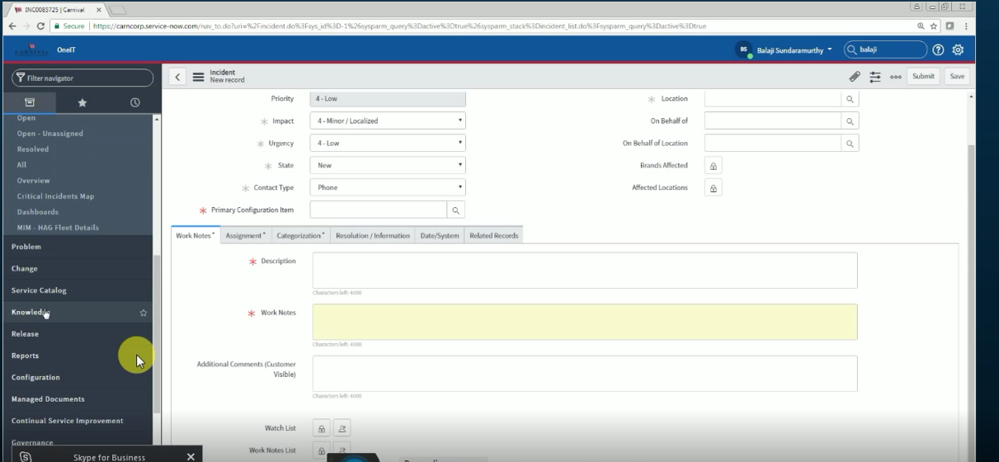 INC0085725 | Carnival
Secure | https://carncorp.service-now.com/nav_to.do?uri=%2Fincident.do%3Fsys_id%3D-1%26sysparm_query%3Dactive%3Dtrue%26sysparm_stack%3Dincident_list.do%3Fsysparm_query%3Dactive%3Dtrue
CARNIVAL
OneIT
BS
Balaji Sundaramurthy
balaji
Filter navigator
Incident
New record
Submit
Save
Open
Open - Unassigned
Resolved
All
Overview
Critical Incidents Map
Dashboards
MIM - HAG Fleet Details
Problem
Change
Service Catalog
Knowledge
Release
Reports
Configuration
Managed Documents
Continual Service Improvement
Governance
Skype for Business
Priority
4 - Low
Impact
4 - Minor / Localized
Urgency
4 - Low
State
New
Contact Type
Phone
Primary Configuration Item
Location
On Behalf of
On Behalf of Location
Brands Affected
Affected Locations
Work Notes* Assignment* Categorization* Resolution / Information Date/System Related Records
Description
Characters left: 4000
Work Notes
Characters left: 4000
Additional Comments (Customer
Visible)
Characters left: 4000
Watch List
Work Notes List